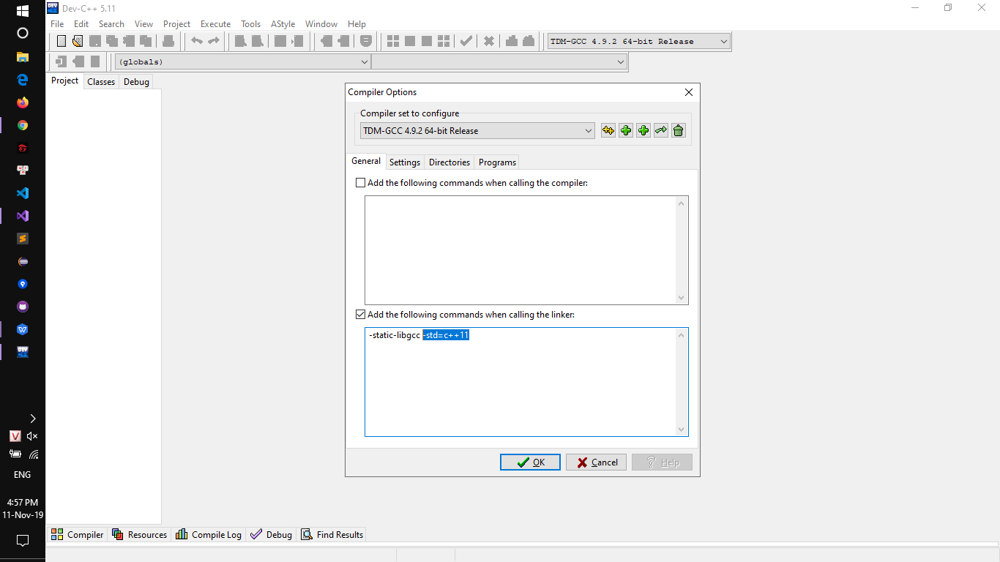 Dev-C++ 5.11
File Edit Search View Project Execute Tools AStyle Window Help
TDM-GCC 4.9.2 64-bit Release
(globals)
Project Classes Debug
Compiler Options
Compiler set to configure
TDM-GCC 4.9.2 64-bit Release
General Settings Directories Programs
Add the following commands when calling the compiler:
Add the following commands when calling the linker:
-static-libgcc -std=c++11
OK Cancel Help
ENG
4:57 PM
11-Nov-19
Compiler Resources Compile Log Debug Find Results